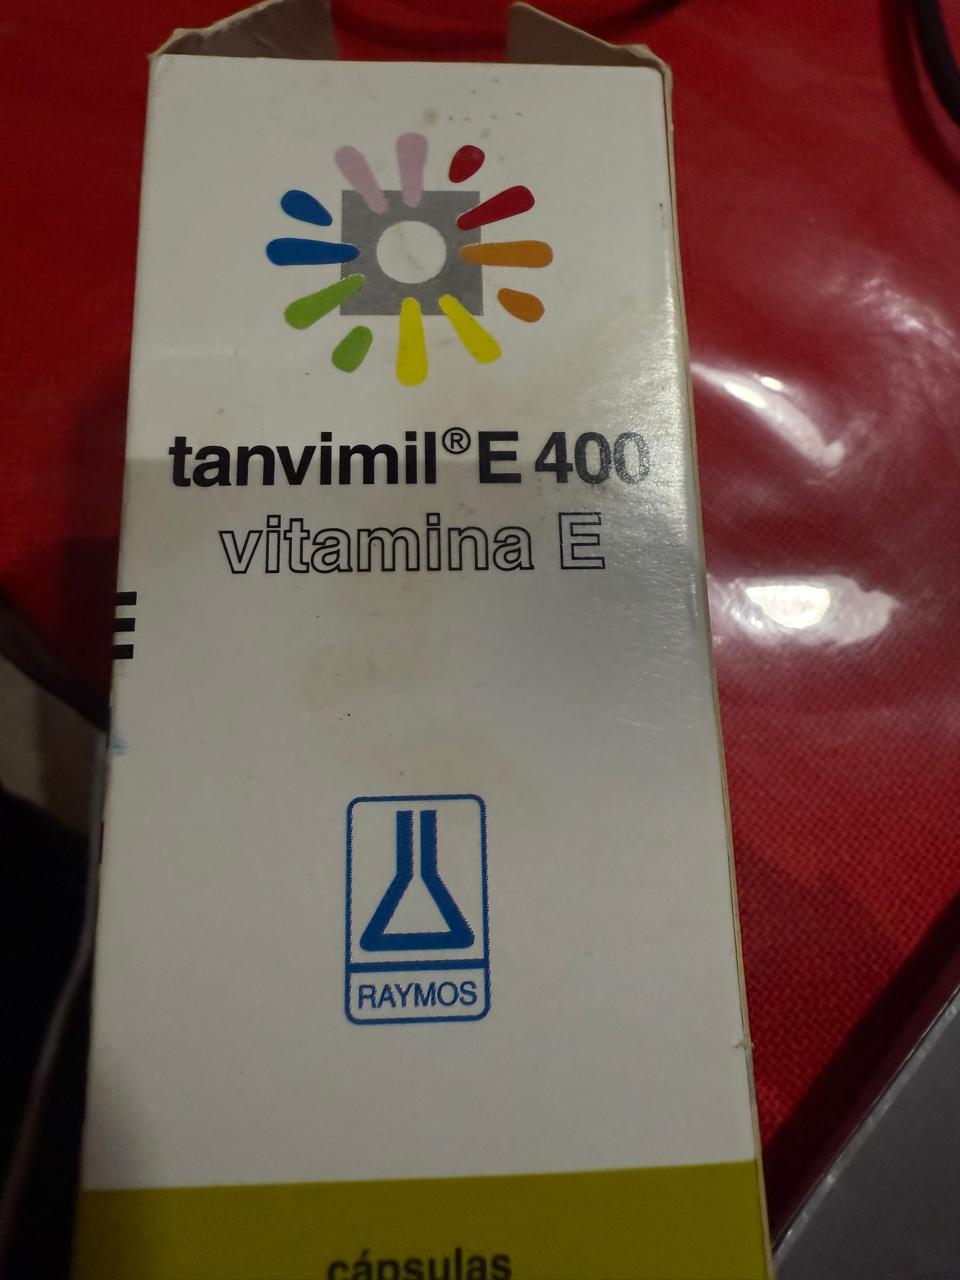 tanvimil® E 400
vitamina E
RAYMOS
cápsulas